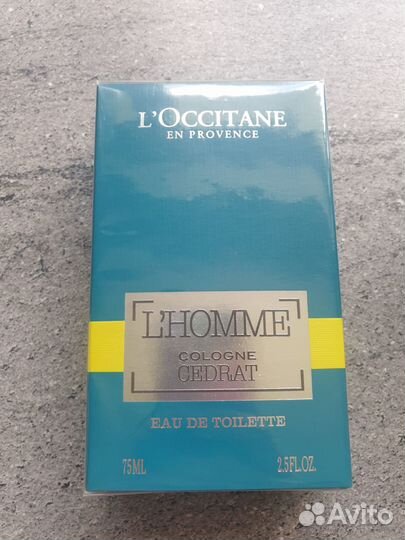 L'OCCITANE
EN PROVENCE
L'HOMME
COLOGNE
CEDRAT
EAU DE TOILETTE
75ML 2.5FL.OZ.
Avito